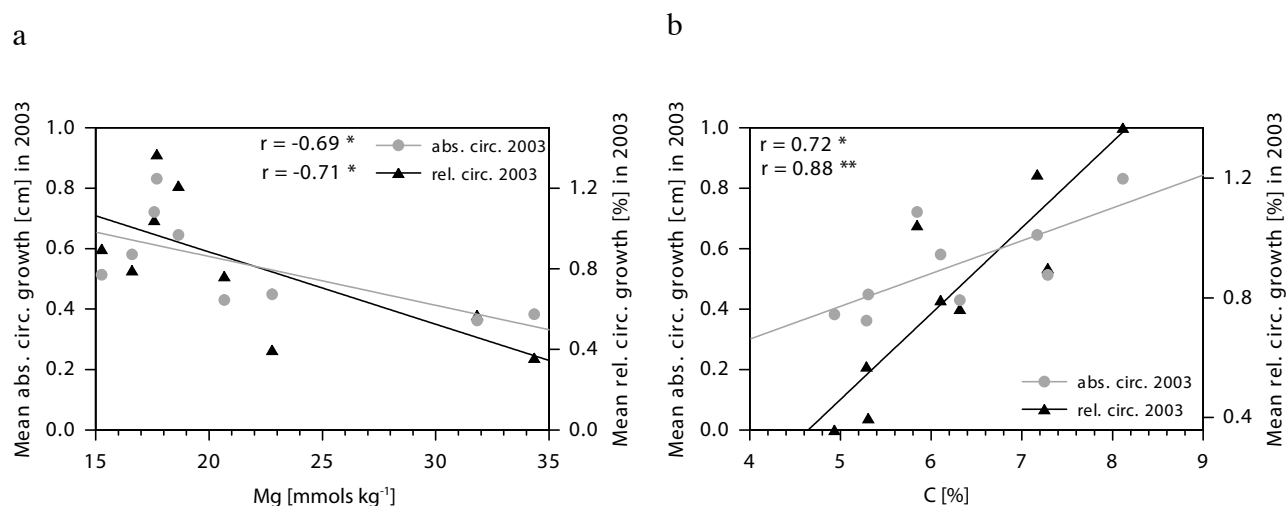 a
Mean abs. circ. growth [cm] in 2003
1.0
0.8
0.6
0.4
0.2
0.0
r = -0.69 *
r = -0.71 *
abs. circ. 2003
rel. circ. 2003
1.2
0.8
0.4
0.0
Mean rel. circ. growth [%] in 2003
15 20 25 30 35
Mg [mmols kg⁻¹]
b
Mean abs. circ. growth [cm] in 2003
1.0
0.8
0.6
0.4
0.2
0.0
r = 0.72 *
r = 0.88 **
abs. circ. 2003
rel. circ. 2003
1.2
0.8
0.4
Mean rel. circ. growth [%] in 2003
4 5 6 7 8 9
C [%]